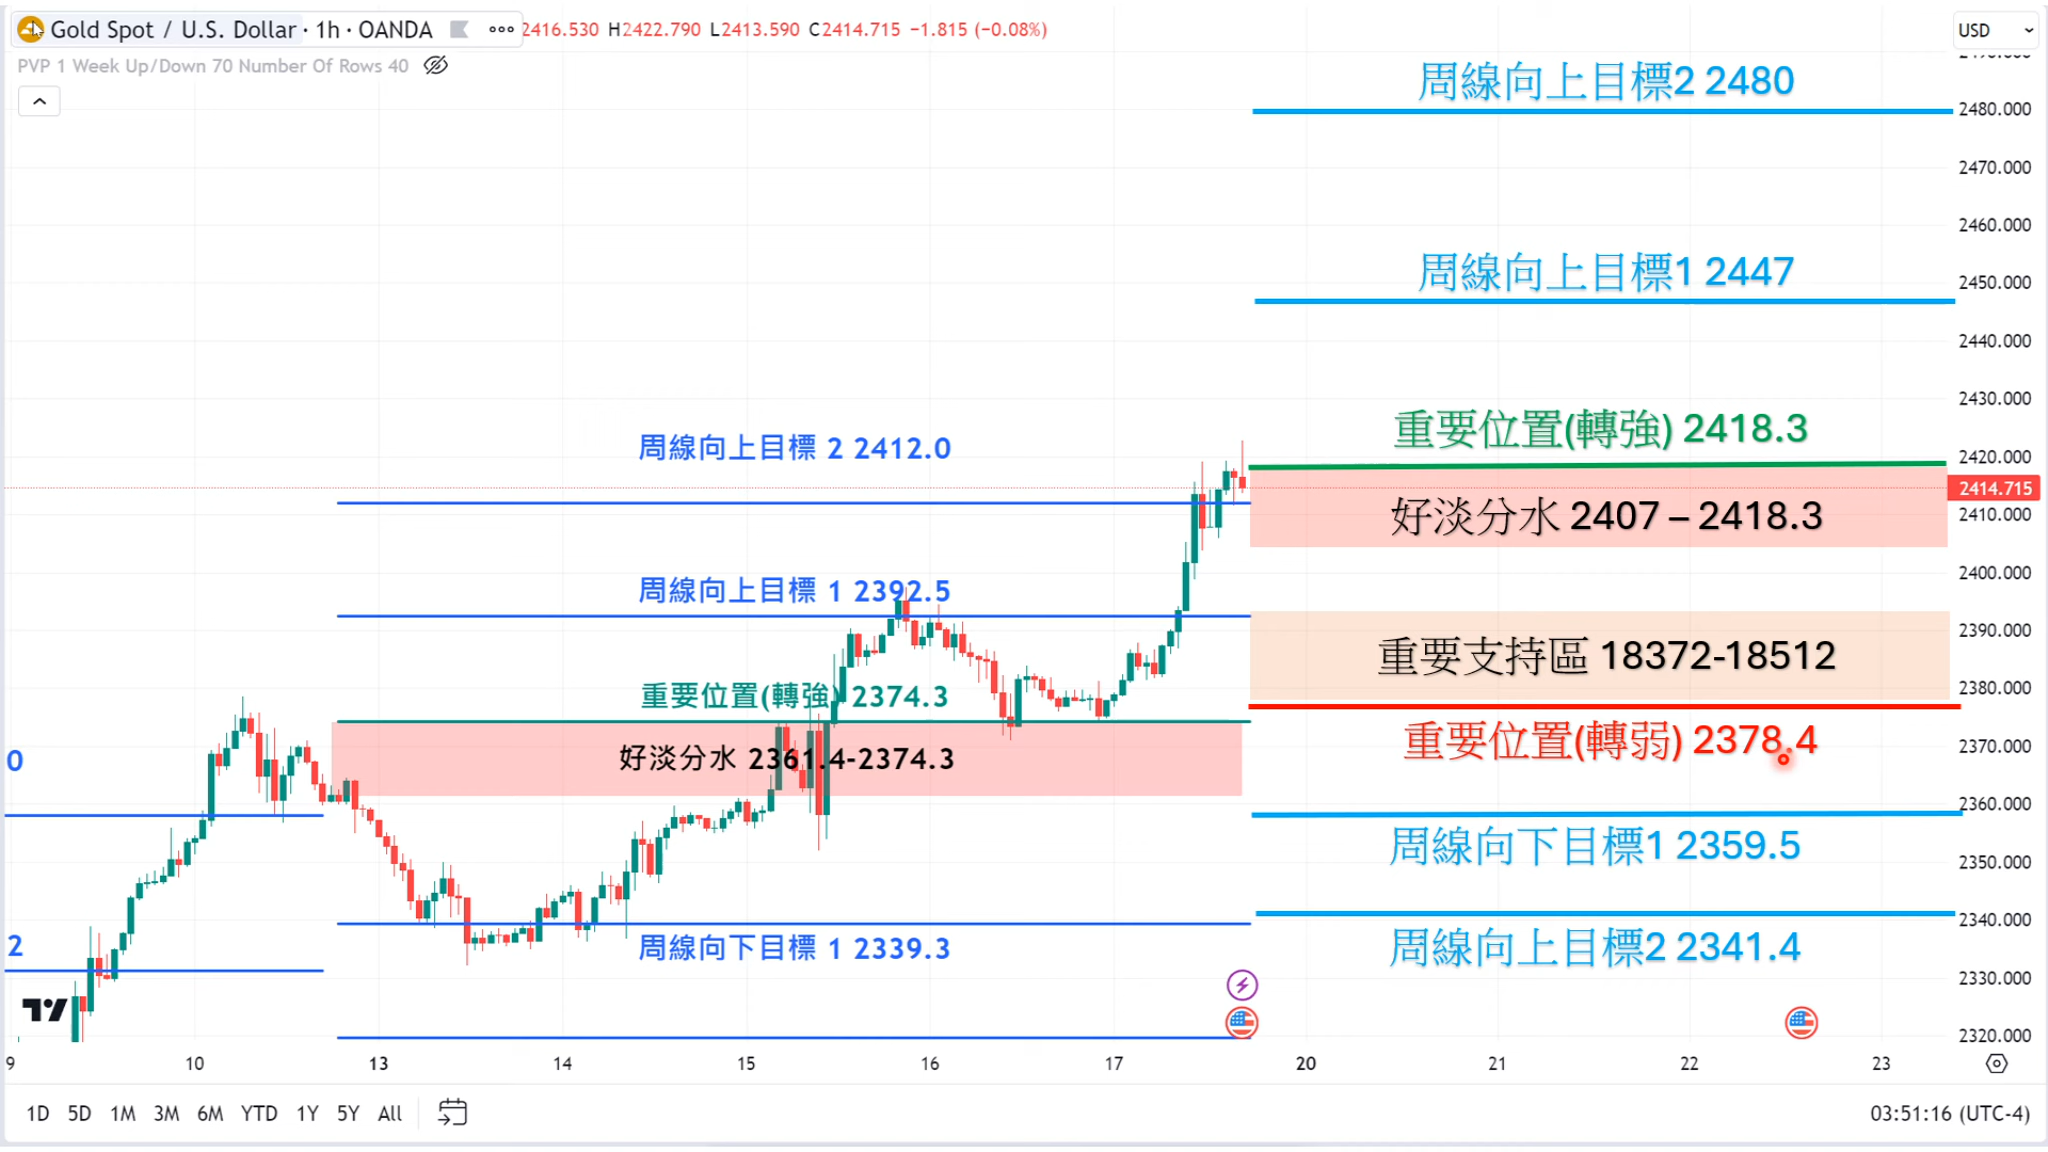 Gold Spot / U.S. Dollar · 1h · OANDA 2416.530 H2422.790 L2413.590 C2414.715 −1.815 (−0.08%)
USD
PVP 1 Week Up/Down 70 Number Of Rows 40
周線向上目標2 2480
2480.000
2470.000
2460.000
周線向上目標1 2447
2450.000
2440.000
2430.000
重要位置(轉強) 2418.3
周線向上目標 2 2412.0
2420.000
2414.715
好淡分水 2407 – 2418.3
2410.000
2400.000
周線向上目標 1 2392.5
2390.000
重要支持區 18372-18512
2380.000
重要位置(轉強) 2374.3
重要位置(轉弱) 2378.4
2370.000
好淡分水 2361.4-2374.3
0
2360.000
周線向下目標1 2359.5
2350.000
2340.000
周線向下目標 1 2339.3
周線向上目標2 2341.4
2
2330.000
2320.000
9 10 13 14 15 16 17 20 21 22 23
1D 5D 1M 3M 6M YTD 1Y 5Y All
03:51:16 (UTC-4)